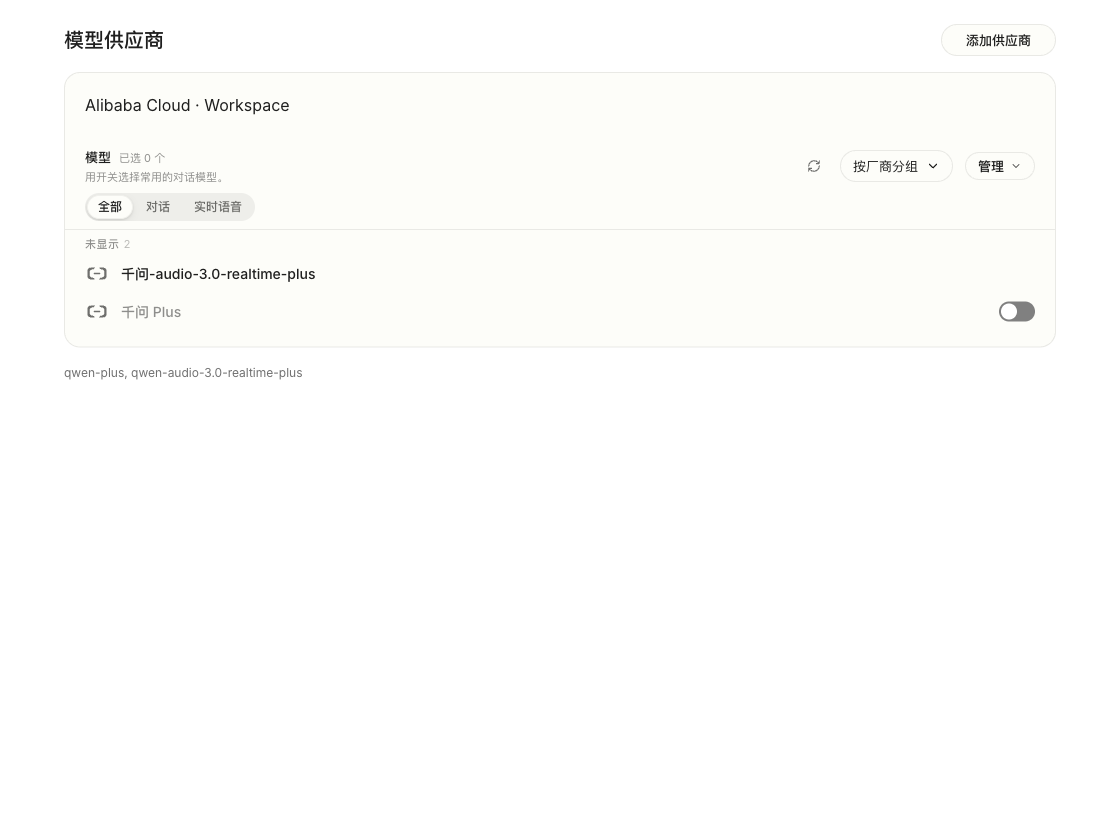 模型供应商
添加供应商
Alibaba Cloud · Workspace
模型 已选 0 个
用开关选择常用的对话模型。
按厂商分组
管理
全部 对话 实时语音
未显示 2
千问-audio-3.0-realtime-plus
千问 Plus
qwen-plus, qwen-audio-3.0-realtime-plus